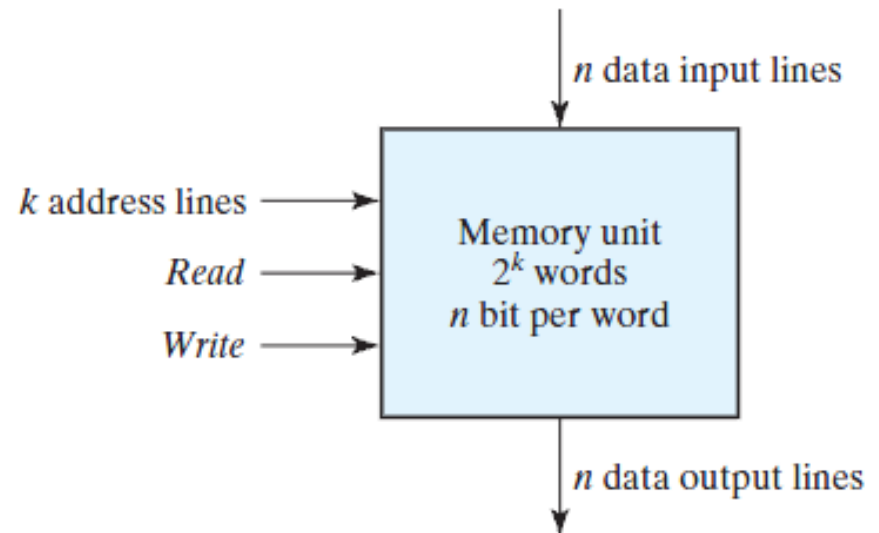 n data input lines
k address lines
Read
Write
Memory unit
2^k words
n bit per word
n data output lines